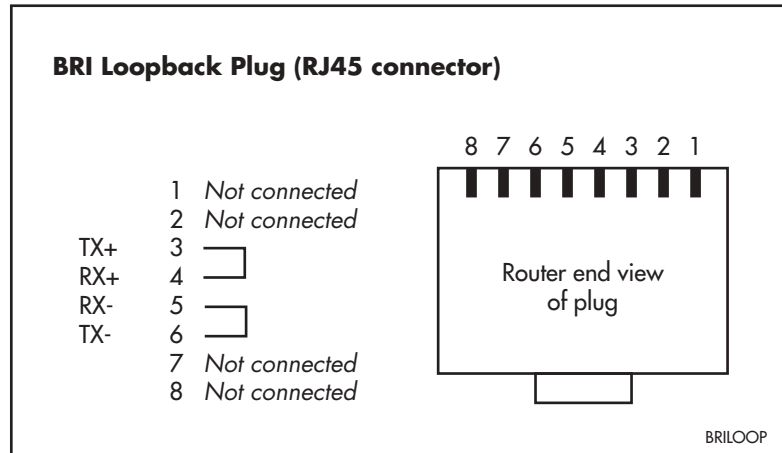 BRI Loopback Plug (RJ45 connector)
8 7 6 5 4 3 2 1
1 Not connected
2 Not connected
TX+ 3
RX+ 4
RX- 5
TX- 6
7 Not connected
8 Not connected
Router end view
of plug
BRILOOP